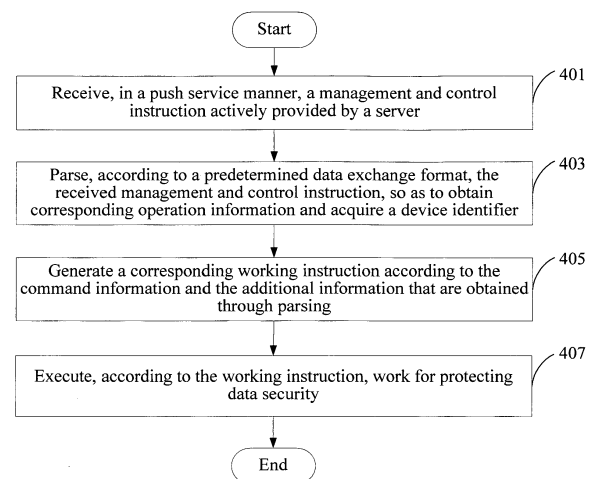 Start
401
Receive, in a push service manner, a management and control
instruction actively provided by a server
403
Parse, according to a predetermined data exchange format, the
received management and control instruction, so as to obtain
corresponding operation information and acquire a device identifier
405
Generate a corresponding working instruction according to the
command information and the additional information that are obtained
through parsing
407
Execute, according to the working instruction, work for protecting
data security
End